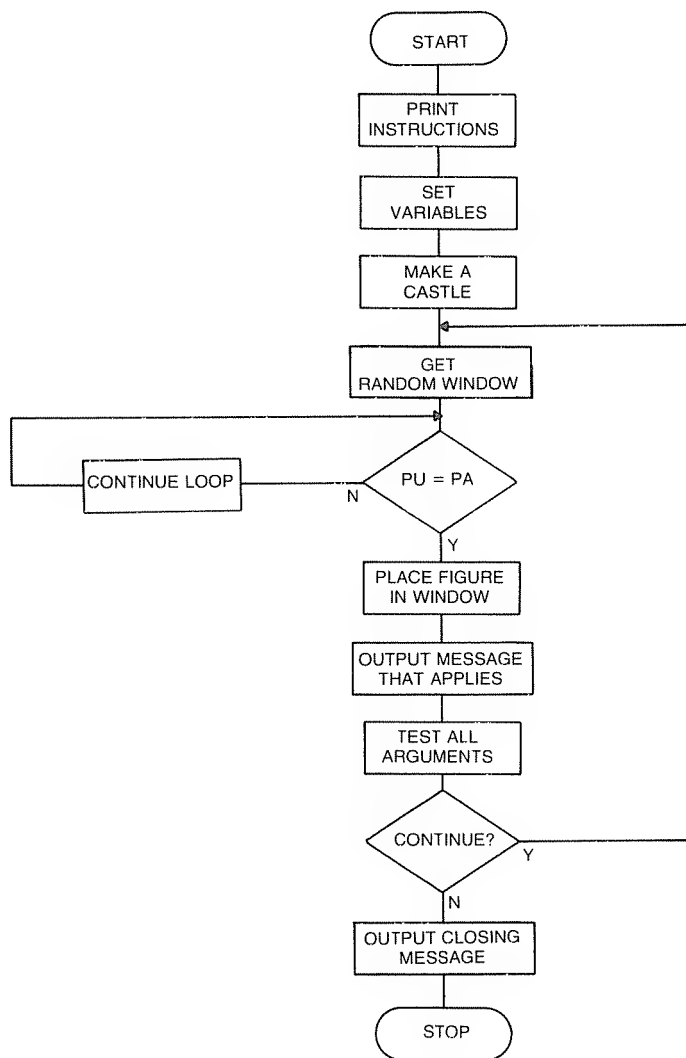 START
PRINT
INSTRUCTIONS
SET
VARIABLES
MAKE A
CASTLE
GET
RANDOM WINDOW
CONTINUE LOOP
N
PU = PA
Y
PLACE FIGURE
IN WINDOW
OUTPUT MESSAGE
THAT APPLIES
TEST ALL
ARGUMENTS
CONTINUE?
Y
N
OUTPUT CLOSING
MESSAGE
STOP